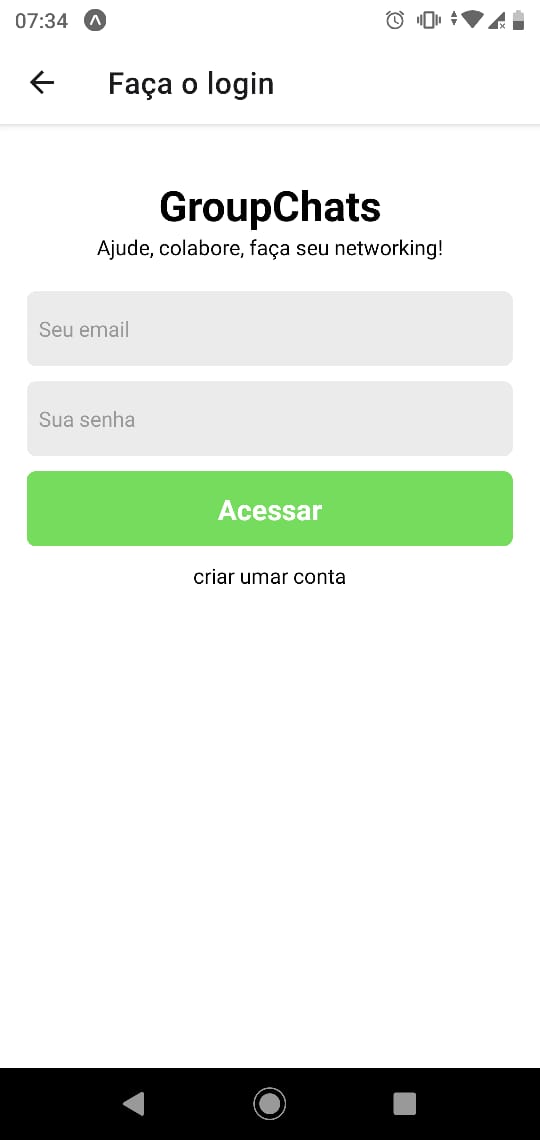 07:34
Faça o login
GroupChats
Ajude, colabore, faça seu networking!
Seu email
Sua senha
Acessar
criar umar conta